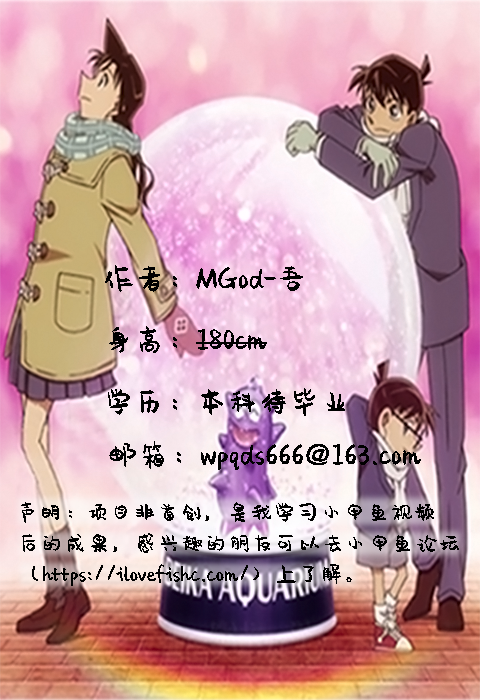 作者：MGod-吾
身高：180cm
学历：本科待毕业
邮箱：wpqds666@163.com
声明：项目非首创，是我学习小甲鱼视频
后的成果，感兴趣的朋友可以去小甲鱼论坛
（https://ilovefishc.com/）上了解。
AQUARIU